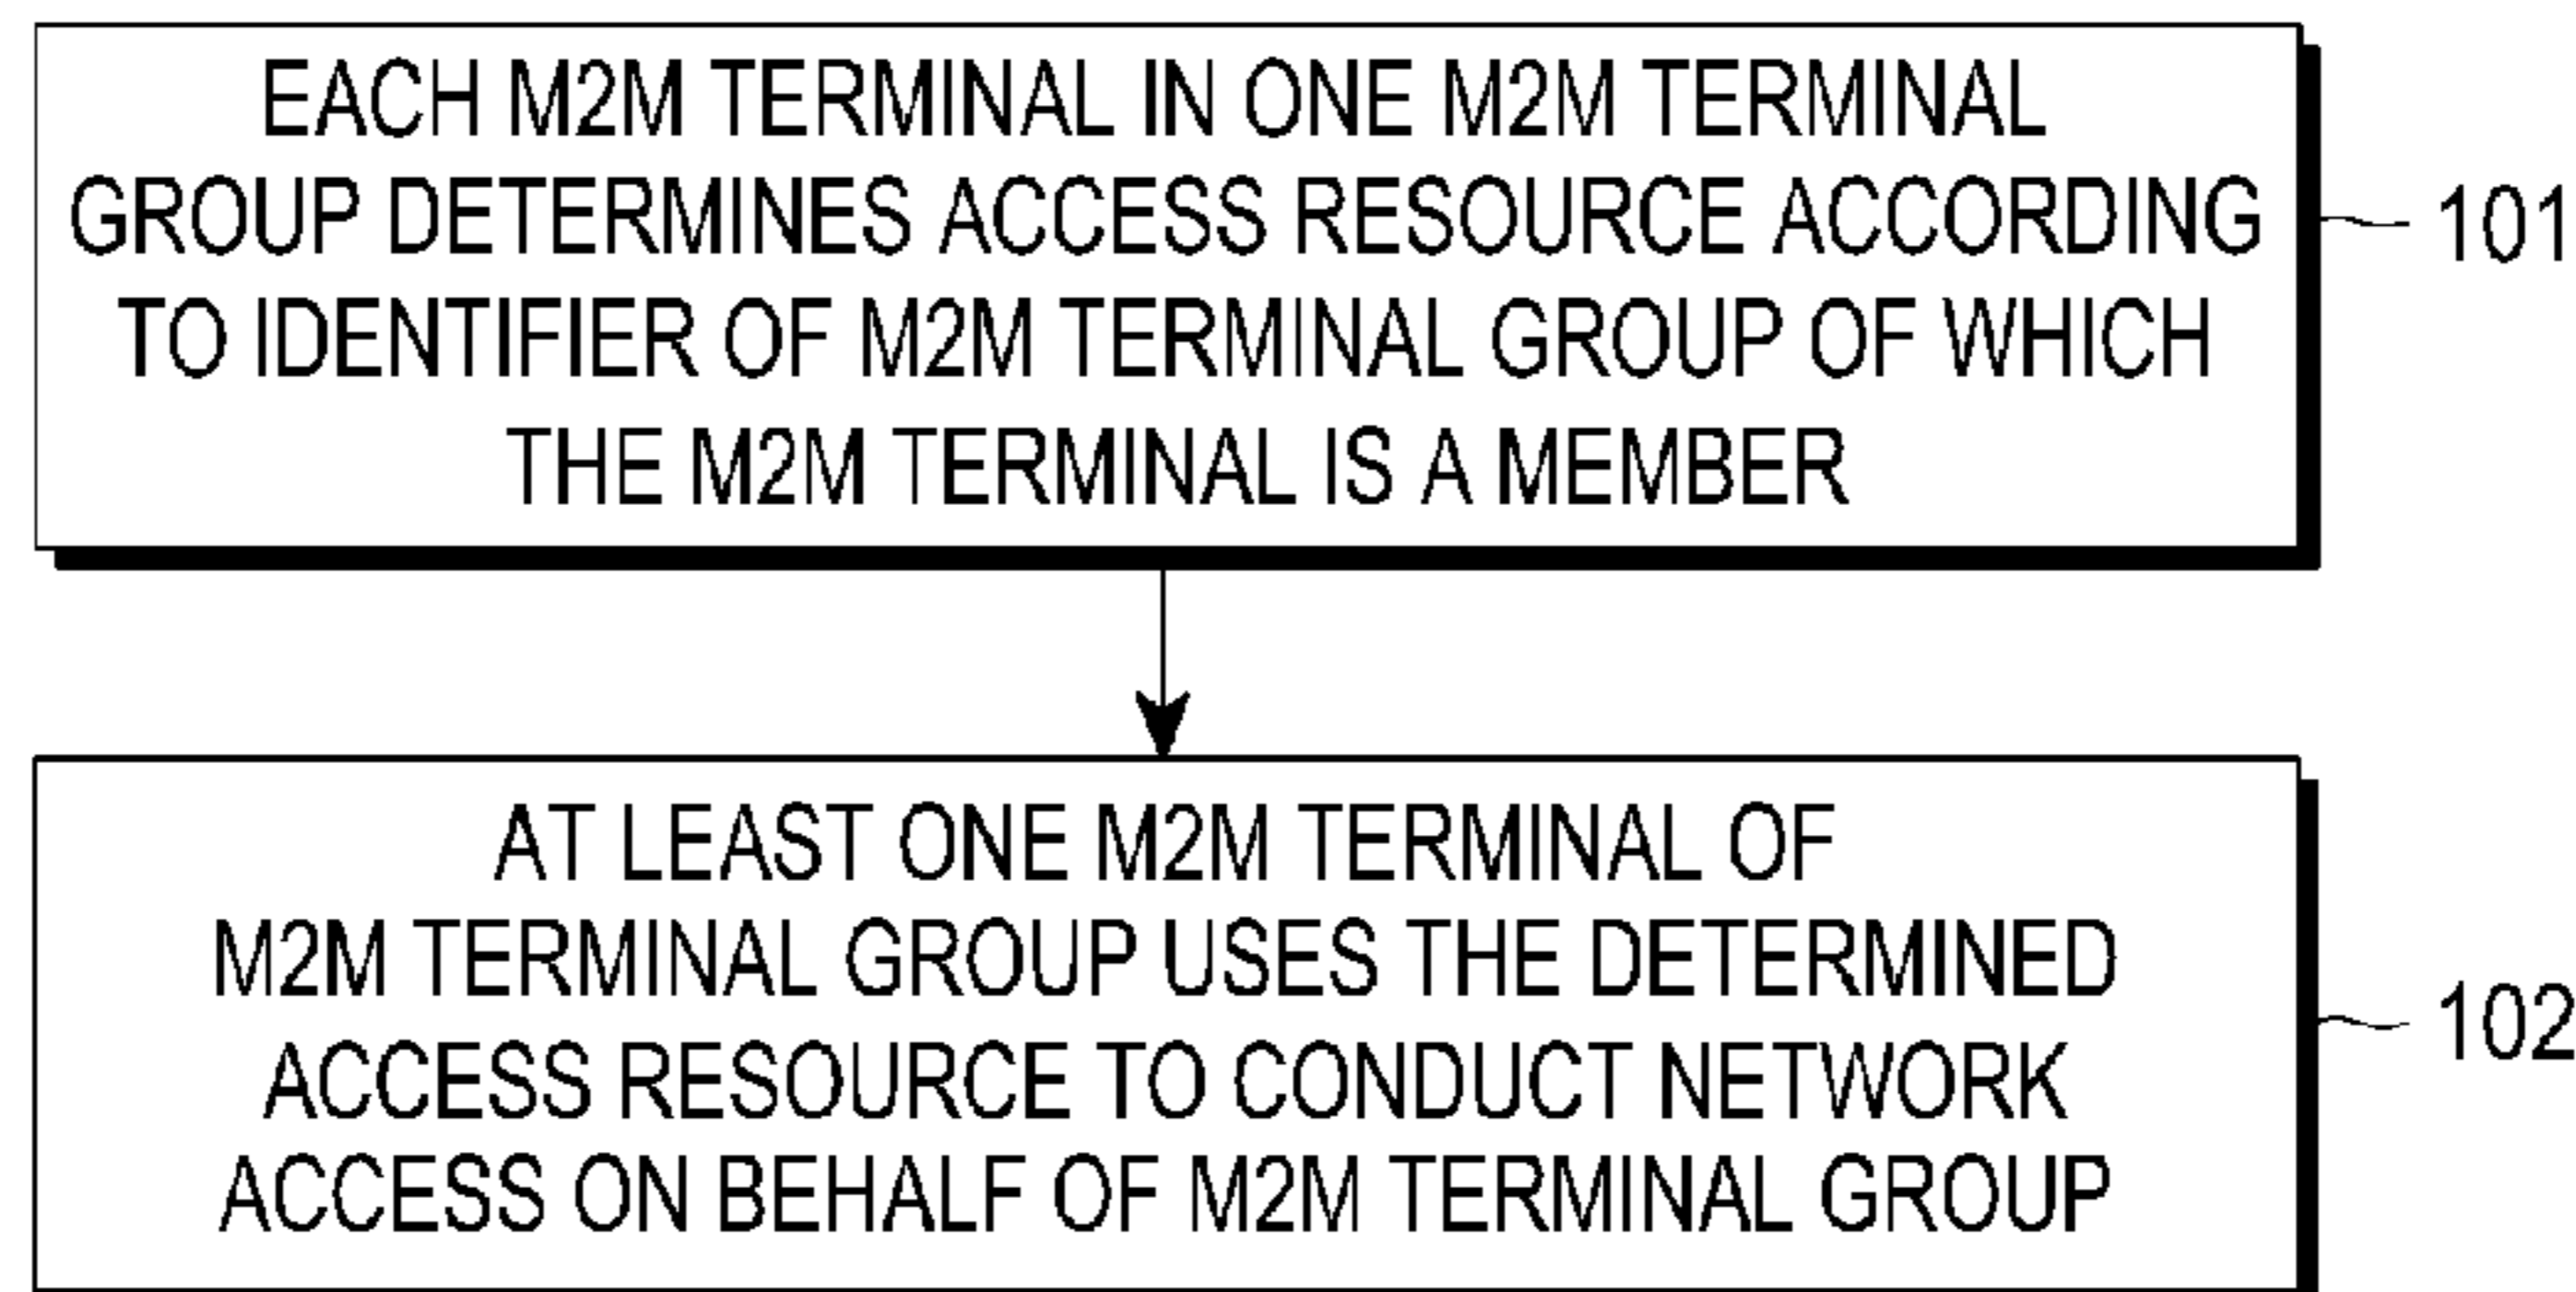 EACH M2M TERMINAL IN ONE M2M TERMINAL
GROUP DETERMINES ACCESS RESOURCE ACCORDING
TO IDENTIFIER OF M2M TERMINAL GROUP OF WHICH
THE M2M TERMINAL IS A MEMBER
101
AT LEAST ONE M2M TERMINAL OF
M2M TERMINAL GROUP USES THE DETERMINED
ACCESS RESOURCE TO CONDUCT NETWORK
ACCESS ON BEHALF OF M2M TERMINAL GROUP
102